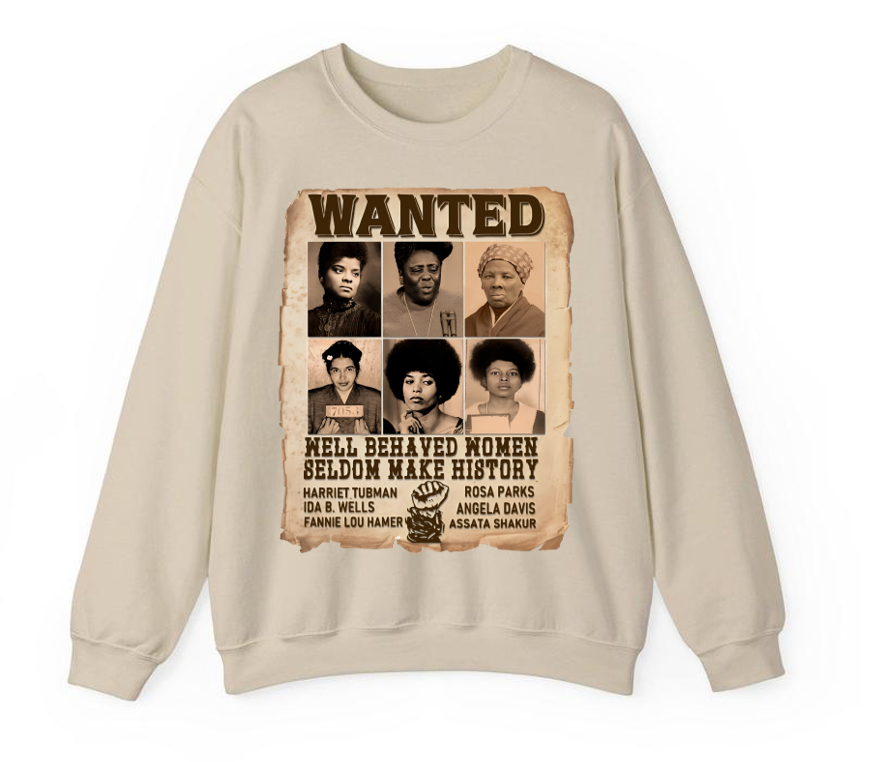 WANTED
7053
WELL BEHAVED WOMEN
SELDOM MAKE HISTORY
HARRIET TUBMAN
IDA B. WELLS
FANNIE LOU HAMER
ROSA PARKS
ANGELA DAVIS
ASSATA SHAKUR